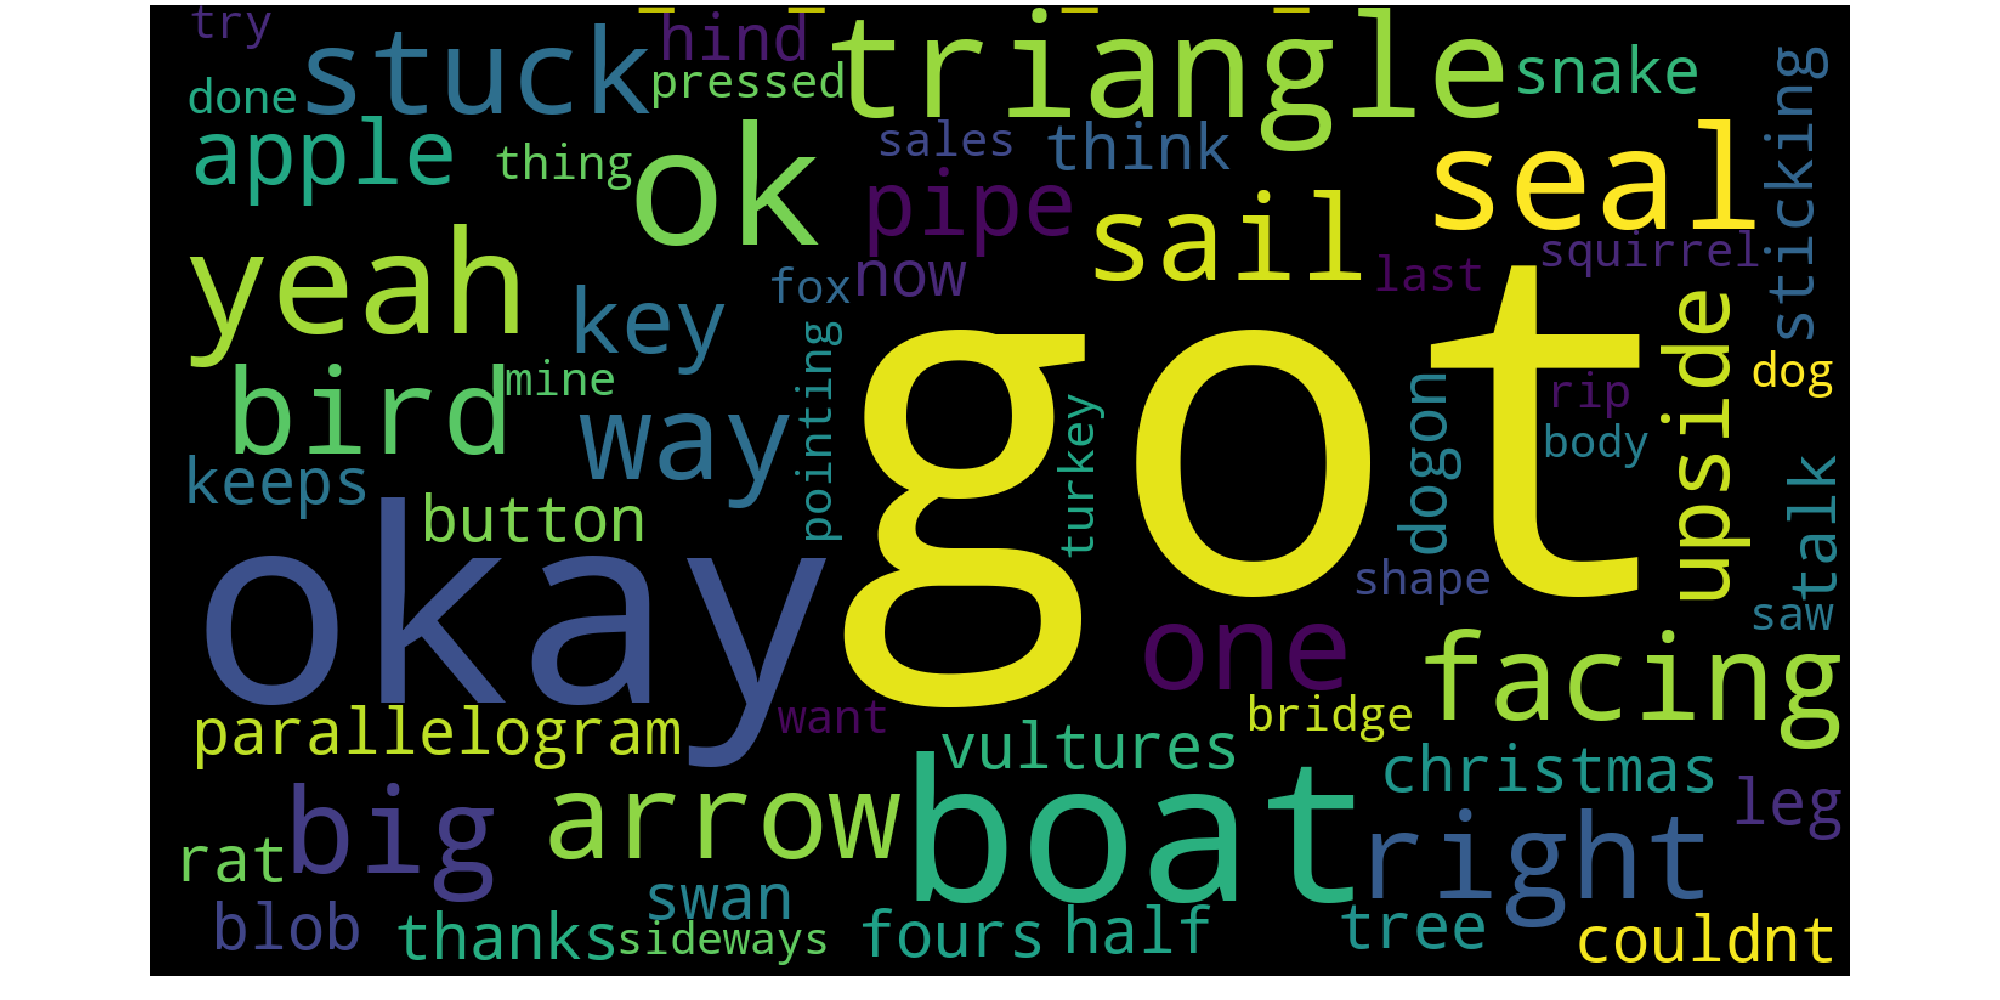 try
stuck
hind
triangle
snake
sticking
done
pressed
apple
thing
ok
sales
think
seal
pipe
sail
yeah
key
fox
now
last
squirrel
bird
mine
way
pointing
got
turkey
dogon
rip
body
upside
dog
keeps
button
okay
shape
talk
saw
one
facing
parallelogram
want
bridge
vultures
christmas
big
arrow
boat
right
leg
rat
blob
thanks
swan
sideways
fours
half
tree
couldnt